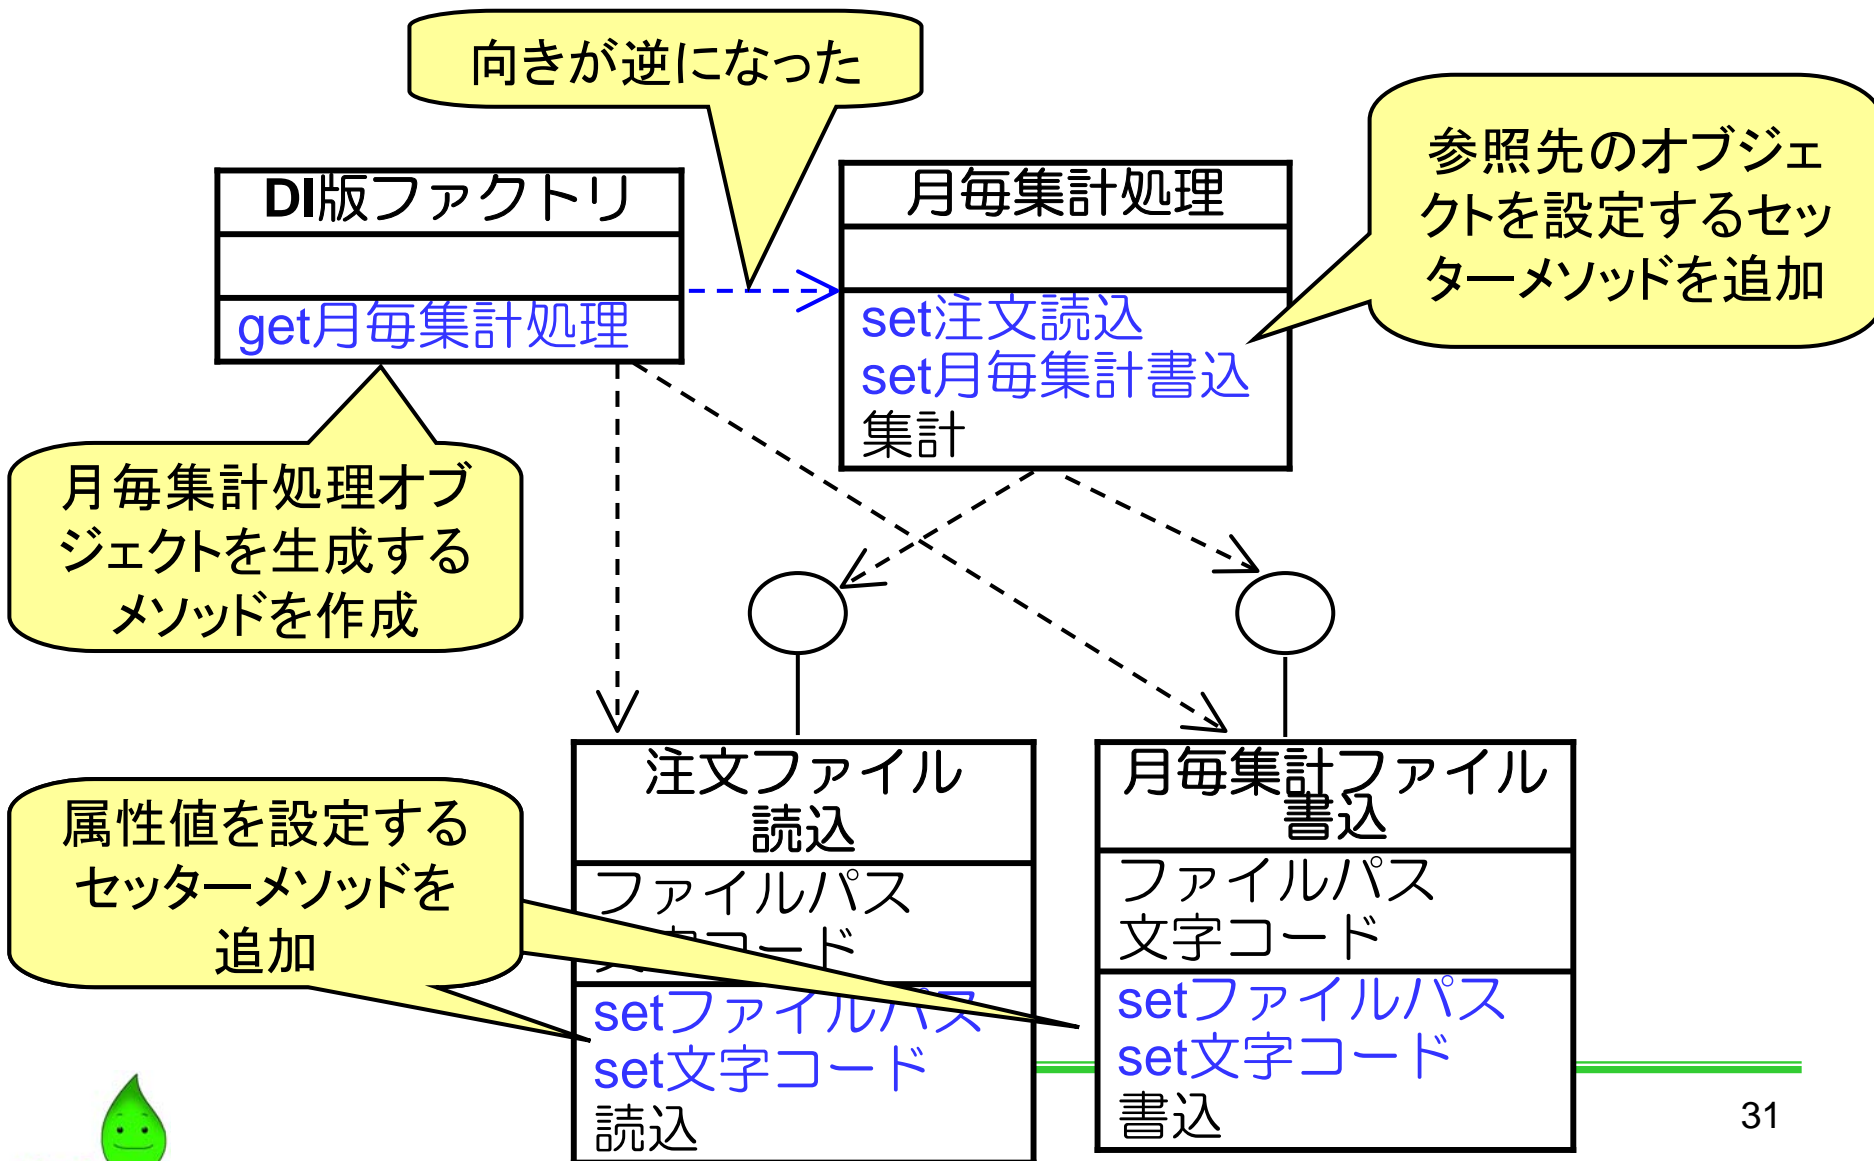 向きが逆になった
参照先のオブジェ
クトを設定するセッ
ターメソッドを追加
DI版ファクトリ
get月毎集計処理
月毎集計処理
set注文読込
set月毎集計書込
集計
月毎集計処理オブ
ジェクトを生成する
メソッドを作成
属性値を設定する
セッターメソッドを
追加
注文ファイル
読込
ファイルパス
文字コード
setファイルパス
set文字コード
読込
月毎集計ファイル
書込
ファイルパス
文字コード
setファイルパス
set文字コード
書込
31